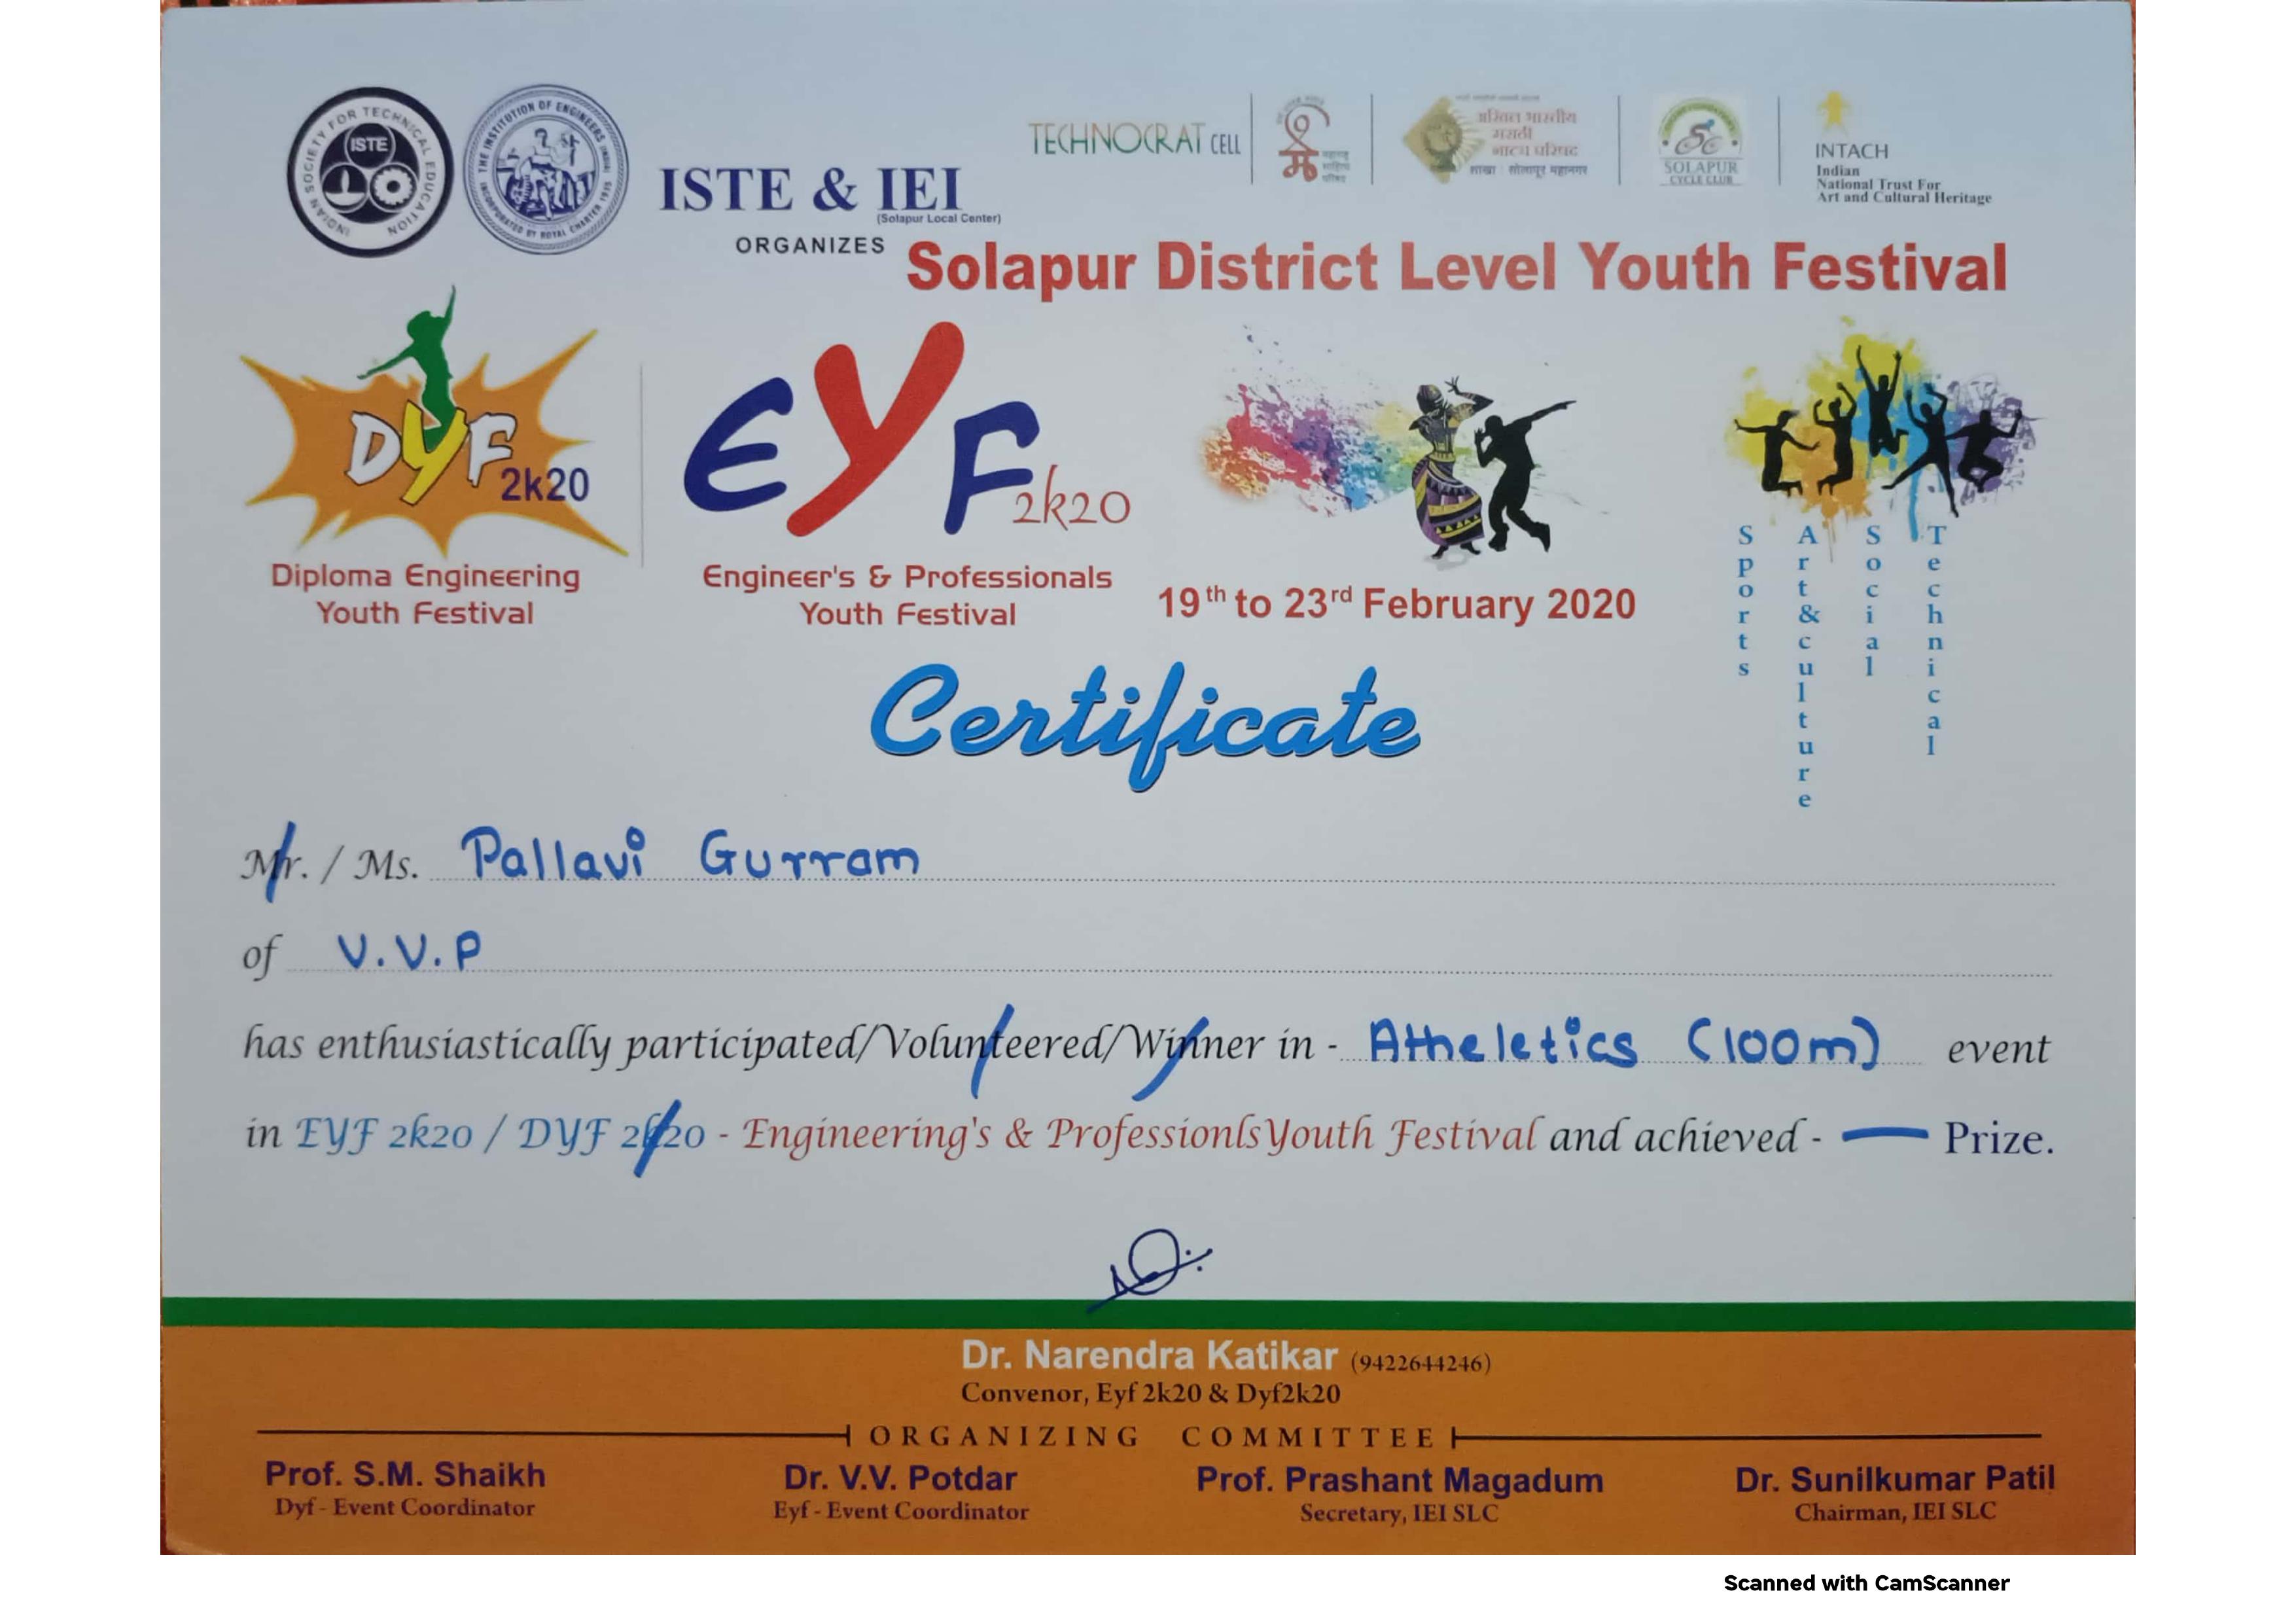 INDIAN SOCIETY FOR TECHNICAL EDUCATION
ISTE
THE INSTITUTION OF ENGINEERS (INDIA)
INCORPORATED BY ROYAL CHARTER 1935
ISTE & IEI
(Solapur Local Center)
ORGANIZES
TECHNOCRAT CELL
अखिल भारतीय
मराठी
नाट्य परिषद
शाखा : सोलापूर महानगर
SOLAPUR
CYCLE CLUB
INTACH
Indian
National Trust For
Art and Cultural Heritage
Solapur District Level Youth Festival
DYF 2k20
Diploma Engineering
Youth Festival
EYF 2k20
Engineer's & Professionals
Youth Festival
19th to 23rd February 2020
Sports
Art&culture
Social
Technical
Certificate
Mr. / Ms. Pallavi Gurram
of V.V.P
has enthusiastically participated/Volunteered/Winner in - Atheletics (100m) event
in EYF 2k20 / DYF 2k20 - Engineering's & Professionls Youth Festival and achieved - — Prize.
Dr. Narendra Katikar (9422644246)
Convenor, Eyf 2k20 & Dyf2k20
ORGANIZING COMMITTEE
Prof. S.M. Shaikh
Dyf - Event Coordinator
Dr. V.V. Potdar
Eyf - Event Coordinator
Prof. Prashant Magadum
Secretary, IEI SLC
Dr. Sunilkumar Patil
Chairman, IEI SLC
Scanned with CamScanner